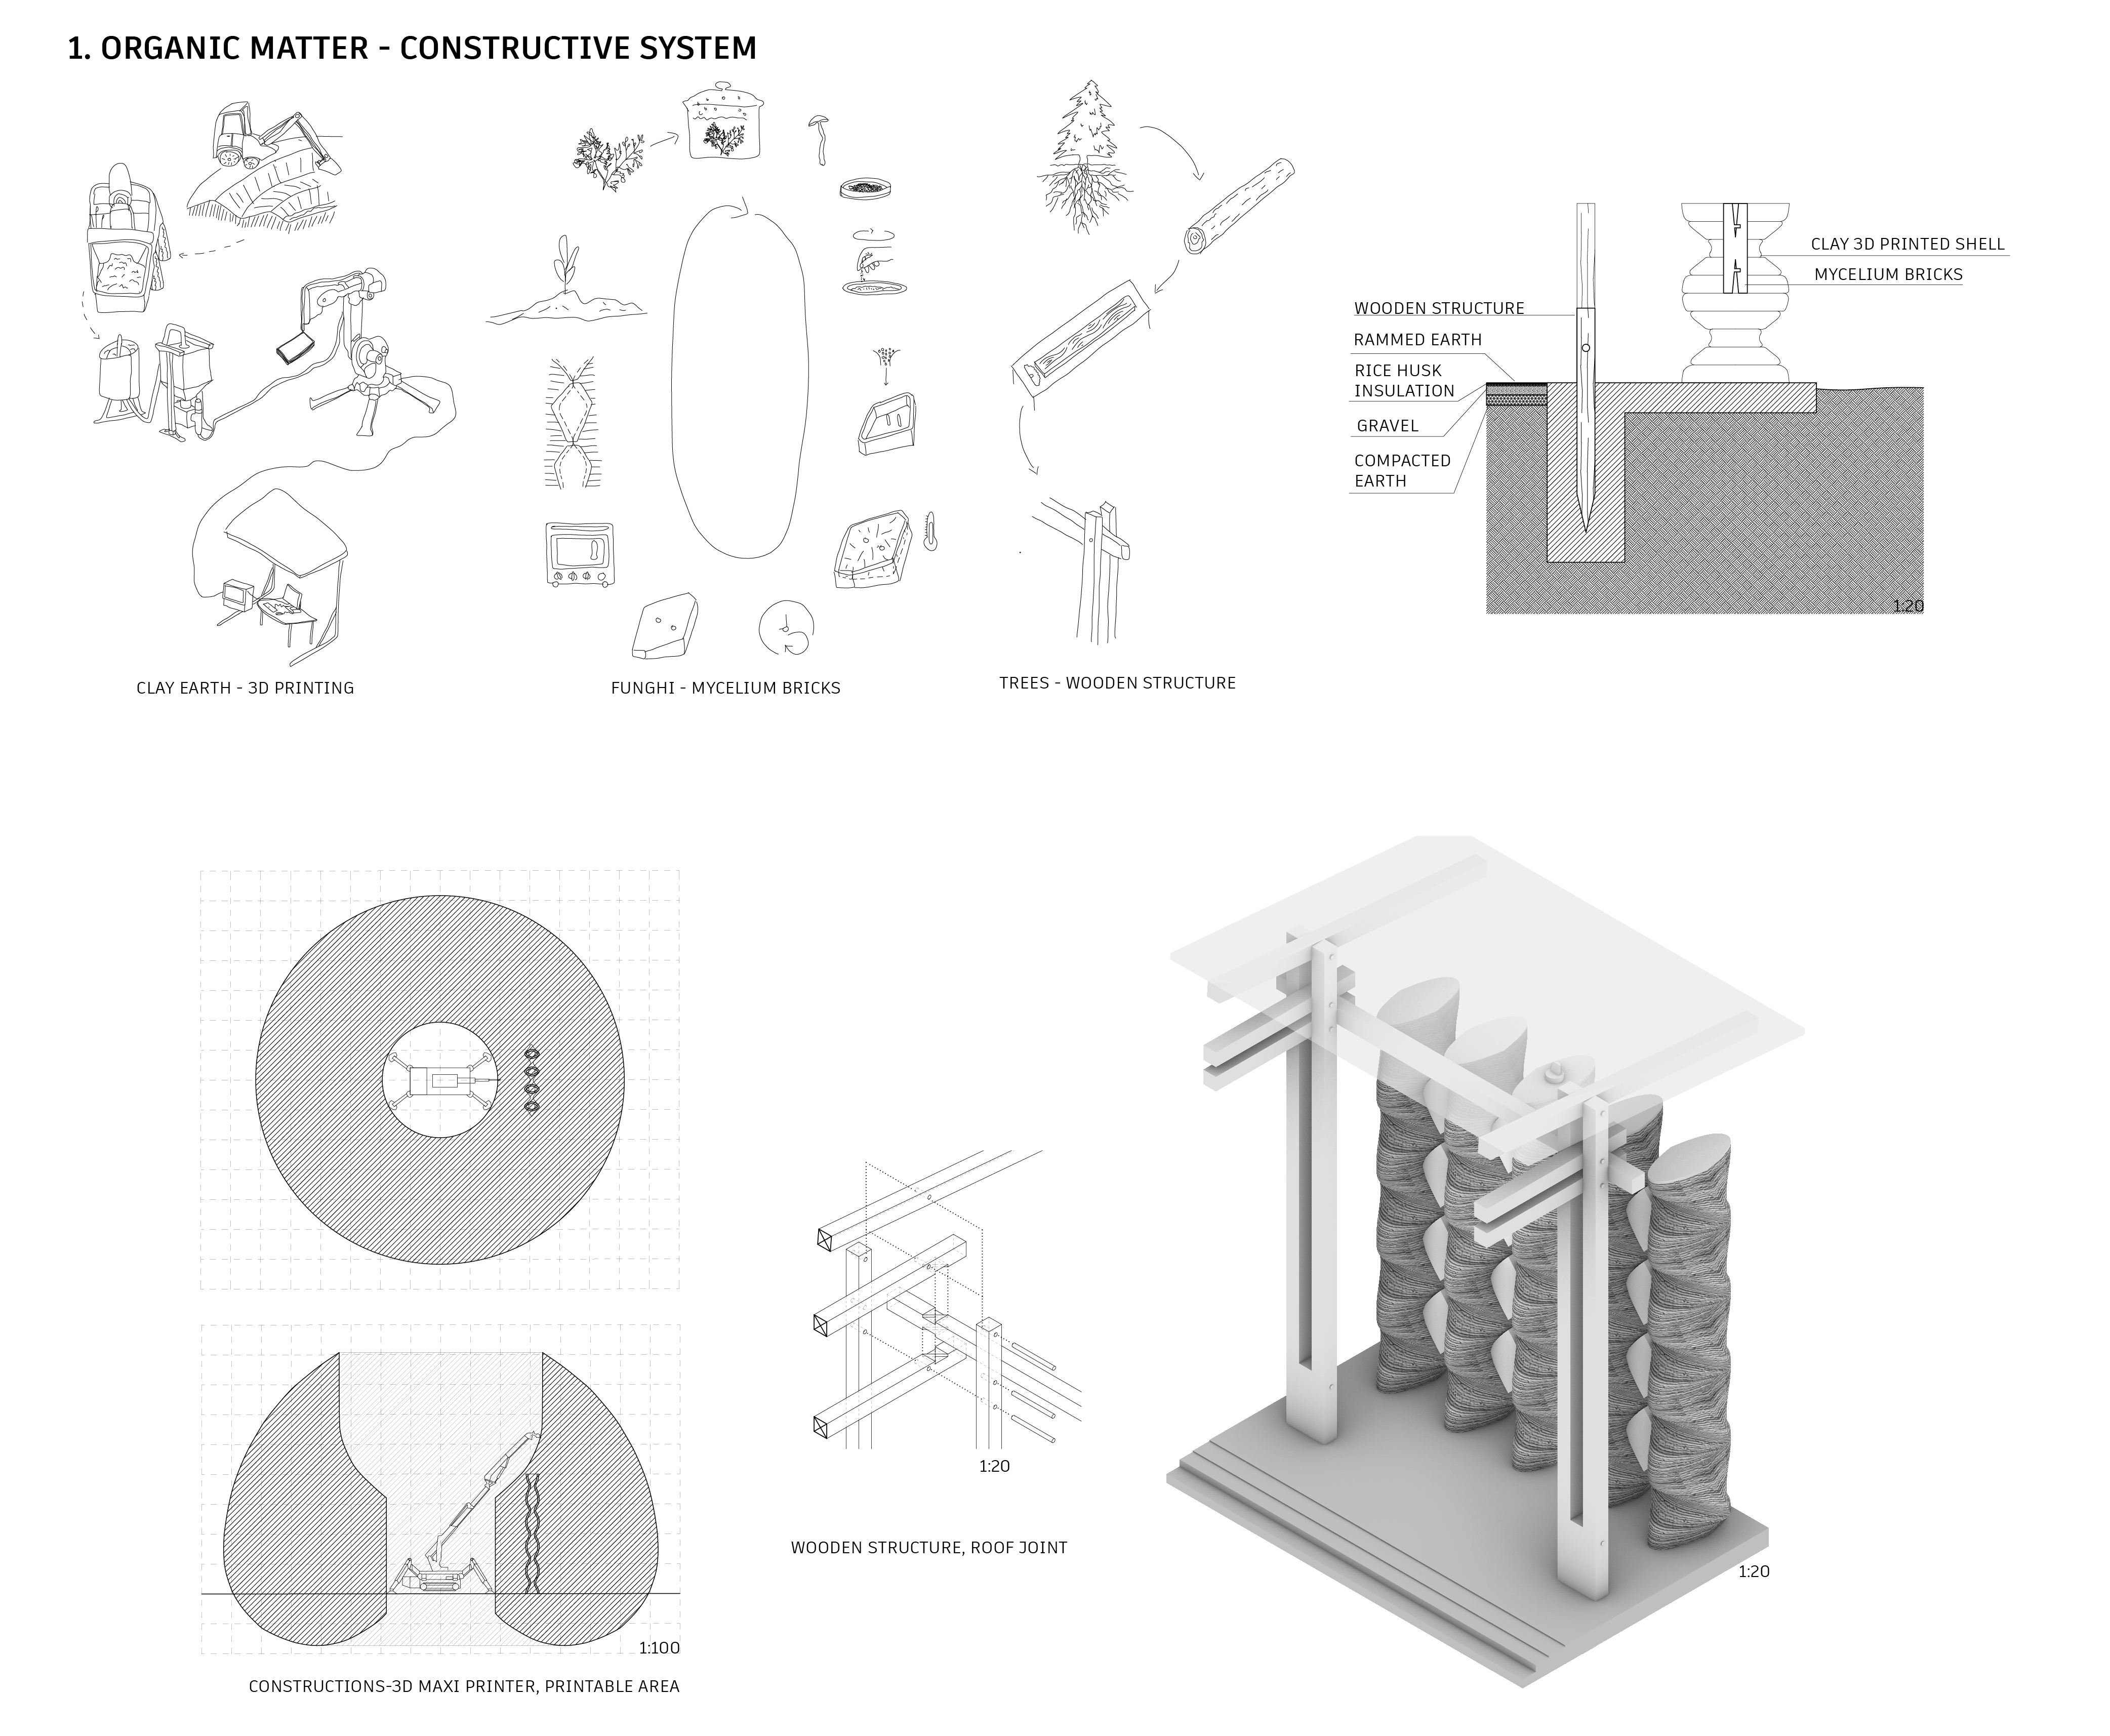 1. ORGANIC MATTER - CONSTRUCTIVE SYSTEM
CLAY 3D PRINTED SHELL
MYCELIUM BRICKS
WOODEN STRUCTURE
RAMMED EARTH
RICE HUSK
INSULATION
GRAVEL
COMPACTED
EARTH
1:20
CLAY EARTH - 3D PRINTING
FUNGHI - MYCELIUM BRICKS
TREES - WOODEN STRUCTURE
1:20
WOODEN STRUCTURE, ROOF JOINT
1:20
1:100
CONSTRUCTIONS-3D MAXI PRINTER, PRINTABLE AREA